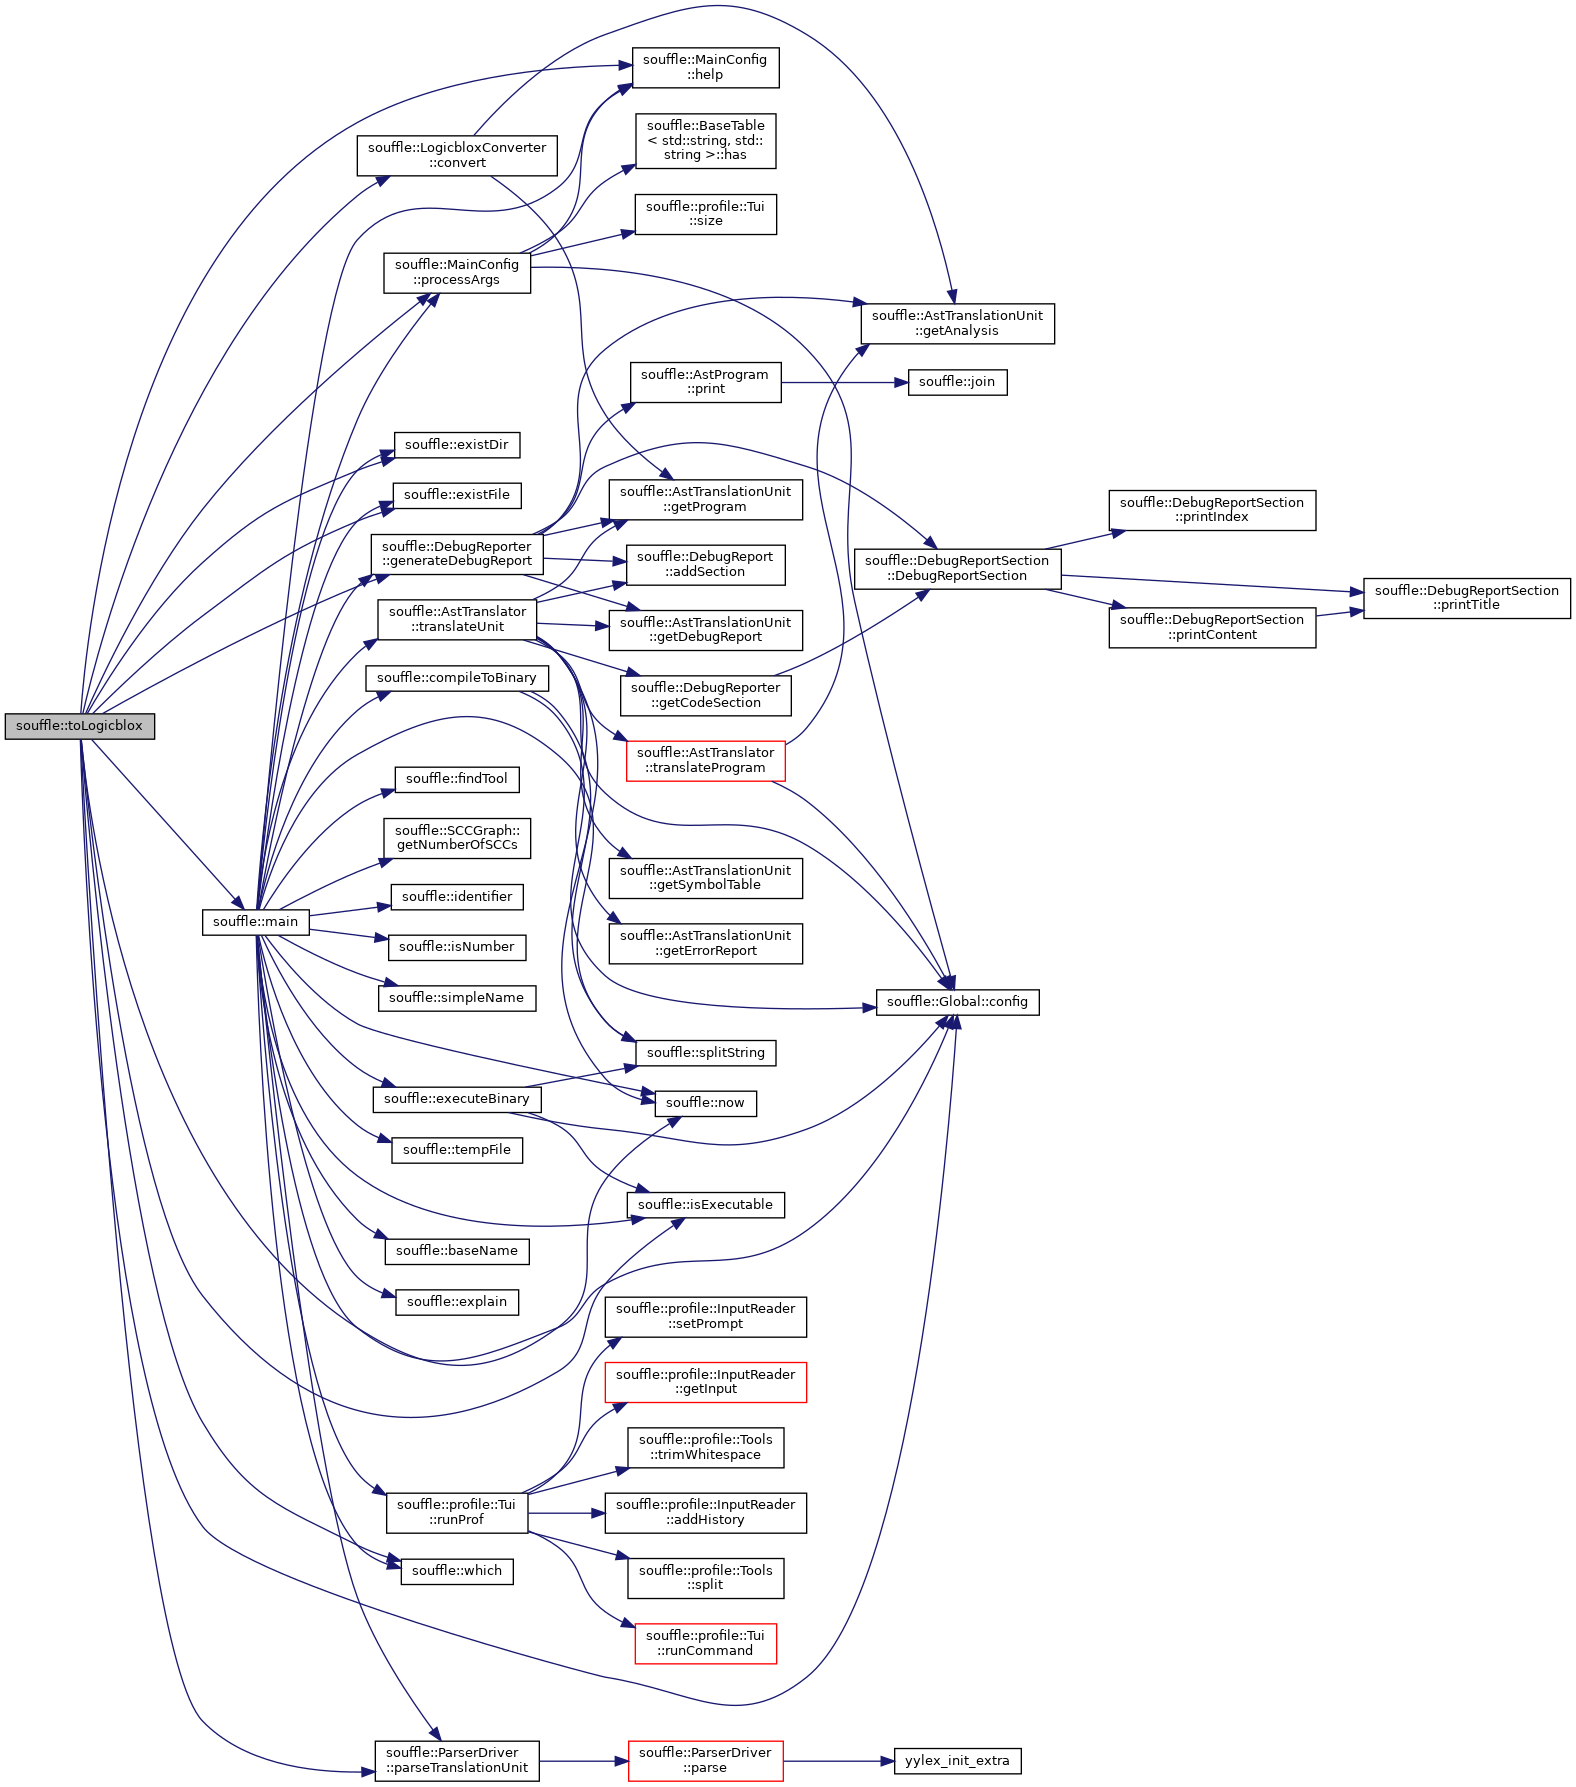 souffle::MainConfig
::help
souffle::BaseTable
< std::string, std::
string >::has
souffle::LogicbloxConverter
::convert
souffle::profile::Tui
::size
souffle::MainConfig
::processArgs
souffle::AstTranslationUnit
::getAnalysis
souffle::AstProgram
::print
souffle::join
souffle::existDir
souffle::existFile
souffle::AstTranslationUnit
::getProgram
souffle::DebugReportSection
::printIndex
souffle::DebugReporter
::generateDebugReport
souffle::DebugReport
::addSection
souffle::DebugReportSection
::DebugReportSection
souffle::DebugReportSection
::printTitle
souffle::AstTranslator
::translateUnit
souffle::AstTranslationUnit
::getDebugReport
souffle::DebugReportSection
::printContent
souffle::compileToBinary
souffle::DebugReporter
::getCodeSection
souffle::toLogicblox
souffle::AstTranslator
::translateProgram
souffle::findTool
souffle::SCCGraph::
getNumberOfSCCs
souffle::AstTranslationUnit
::getSymbolTable
souffle::identifier
souffle::main
souffle::isNumber
souffle::AstTranslationUnit
::getErrorReport
souffle::simpleName
souffle::Global::config
souffle::splitString
souffle::executeBinary
souffle::now
souffle::tempFile
souffle::isExecutable
souffle::baseName
souffle::explain
souffle::profile::InputReader
::setPrompt
souffle::profile::InputReader
::getInput
souffle::profile::Tools
::trimWhitespace
souffle::profile::Tui
::runProf
souffle::profile::InputReader
::addHistory
souffle::which
souffle::profile::Tools
::split
souffle::profile::Tui
::runCommand
souffle::ParserDriver
::parseTranslationUnit
souffle::ParserDriver
::parse
yylex_init_extra